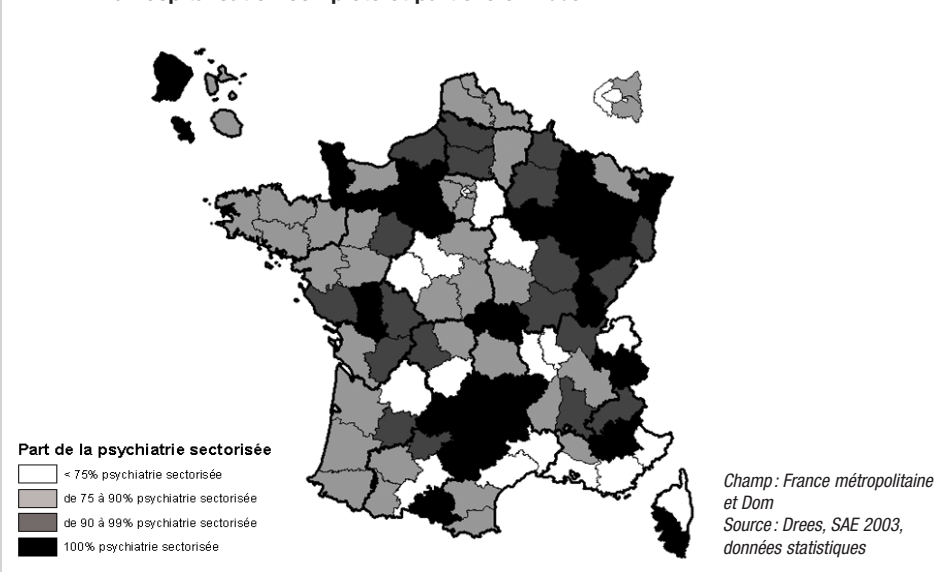 Part de la psychiatrie sectorisée
< 75% psychiatrie sectorisée
de 75 à 90% psychiatrie sectorisée
de 90 à 99% psychiatrie sectorisée
100% psychiatrie sectorisée
Champ : France métropolitaine
et Dom
Source : Drees, SAE 2003,
données statistiques